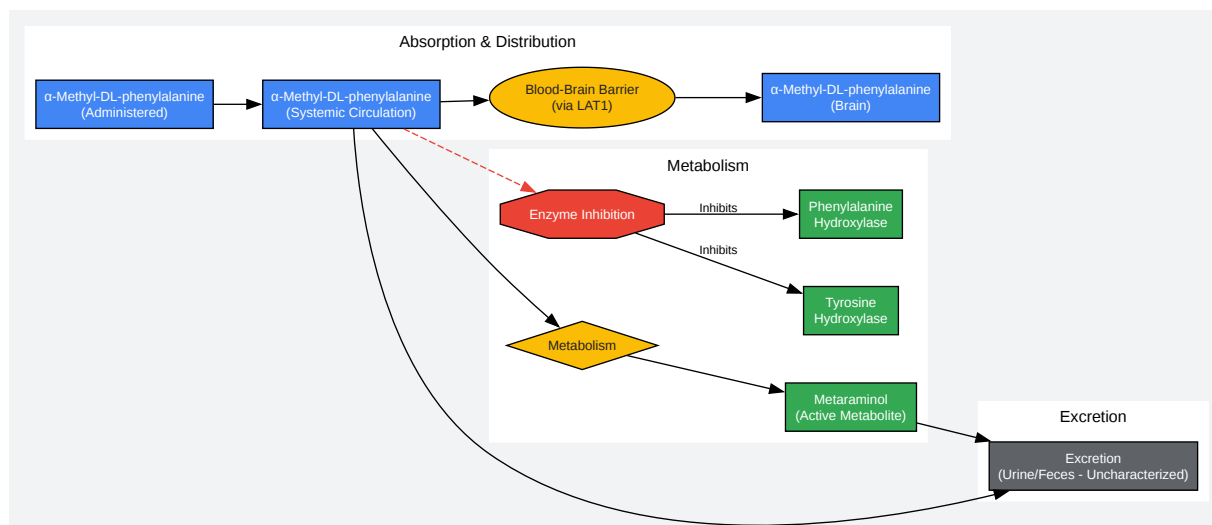 Absorption & Distribution
α-Methyl-DL-phenylalanine
(Administered)
α-Methyl-DL-phenylalanine
(Systemic Circulation)
Blood-Brain Barrier
(via LAT1)
α-Methyl-DL-phenylalanine
(Brain)
Metabolism
Enzyme Inhibition
Inhibits
Phenylalanine
Hydroxylase
Inhibits
Tyrosine
Hydroxylase
Metabolism
Metaraminol
(Active Metabolite)
Excretion
Excretion
(Urine/Feces - Uncharacterized)